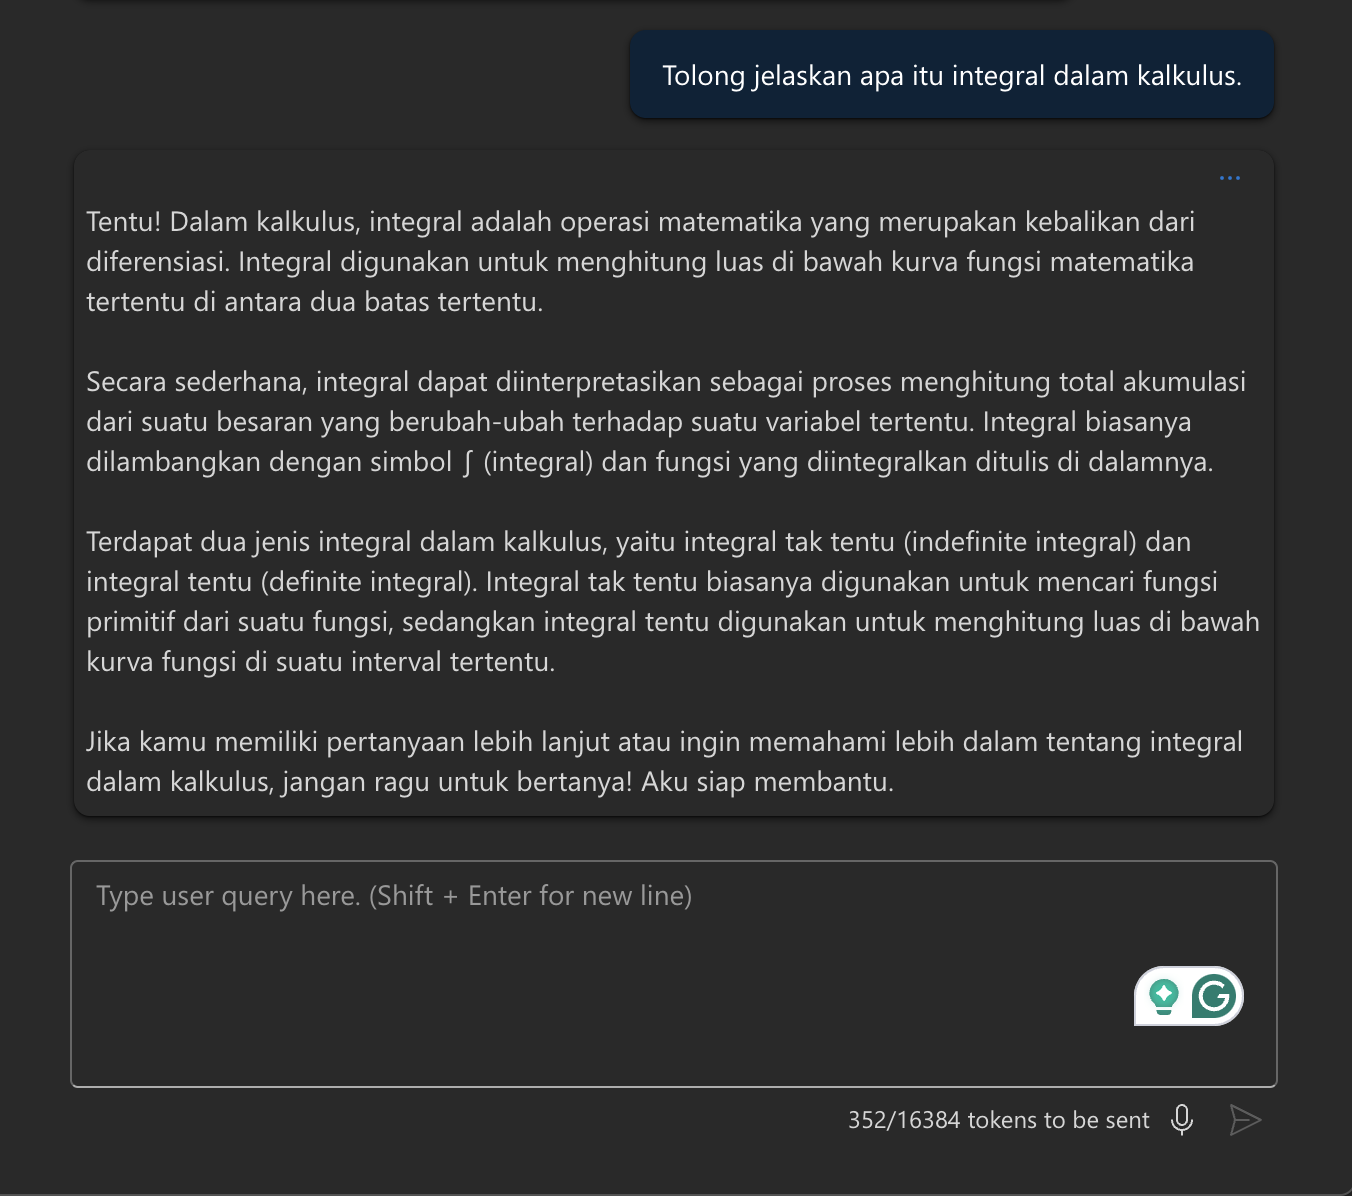 Tolong jelaskan apa itu integral dalam kalkulus.
...
Tentu! Dalam kalkulus, integral adalah operasi matematika yang merupakan kebalikan dari
diferensiasi. Integral digunakan untuk menghitung luas di bawah kurva fungsi matematika
tertentu di antara dua batas tertentu.
Secara sederhana, integral dapat diinterpretasikan sebagai proses menghitung total akumulasi
dari suatu besaran yang berubah-ubah terhadap suatu variabel tertentu. Integral biasanya
dilambangkan dengan simbol ∫ (integral) dan fungsi yang diintegralkan ditulis di dalamnya.
Terdapat dua jenis integral dalam kalkulus, yaitu integral tak tentu (indefinite integral) dan
integral tentu (definite integral). Integral tak tentu biasanya digunakan untuk mencari fungsi
primitif dari suatu fungsi, sedangkan integral tentu digunakan untuk menghitung luas di bawah
kurva fungsi di suatu interval tertentu.
Jika kamu memiliki pertanyaan lebih lanjut atau ingin memahami lebih dalam tentang integral
dalam kalkulus, jangan ragu untuk bertanya! Aku siap membantu.
Type user query here. (Shift + Enter for new line)
G
352/16384 tokens to be sent